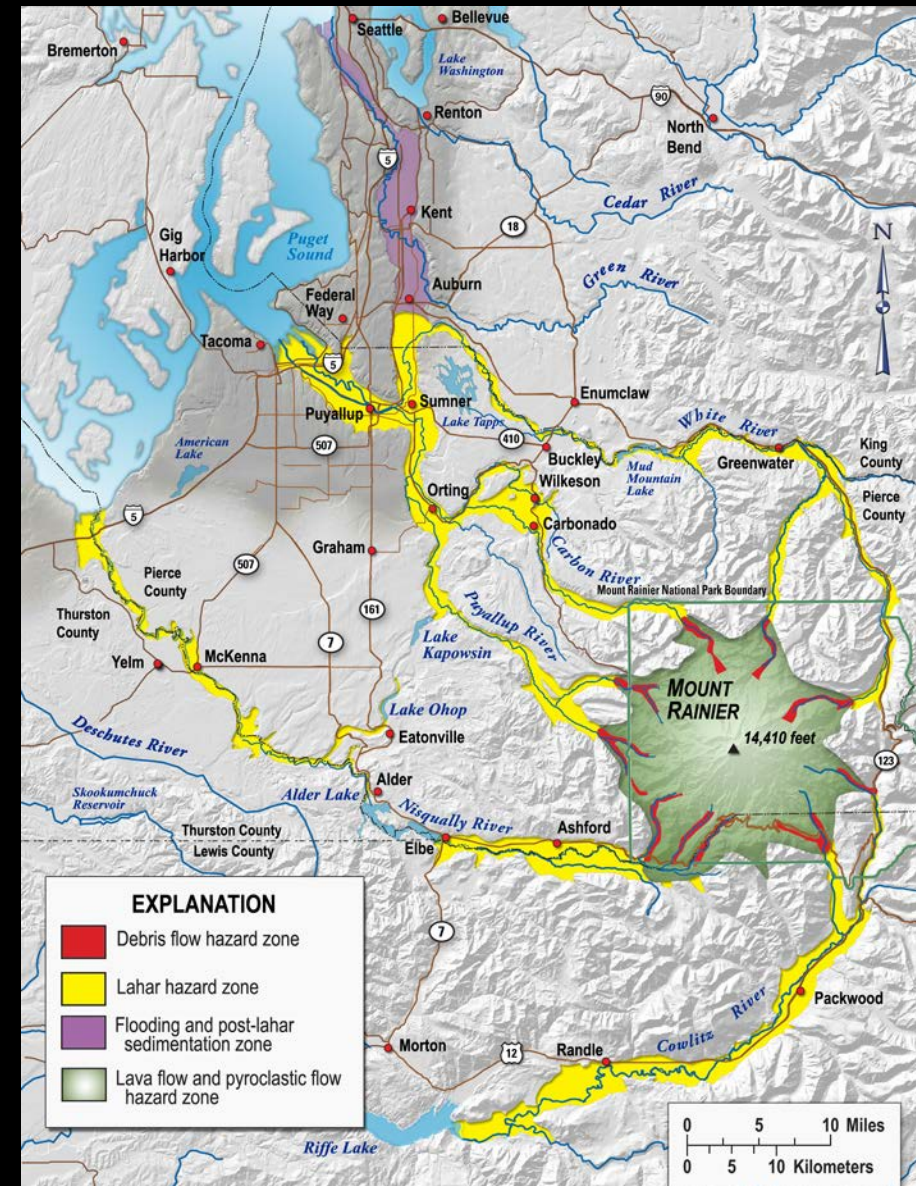 Bremerton
Seattle
Bellevue
Lake
Washington
90
Renton
North
Bend
5
Cedar River
Kent
18
Gig
Harbor
Puget
Sound
N
Green River
Auburn
Federal
Way
Tacoma
5
Enumclaw
Sumner
Puyallup
Lake Tapps
White River
410
King
County
American
Lake
507
Buckley
Mud
Mountain
Lake
Greenwater
Wilkeson
Pierce
County
Orting
5
Carbonado
Graham
Carbon River
507
Pierce
County
Mount Rainier National Park Boundary
161
Puyallup River
Thurston
County
7
Lake
Kapowsin
Yelm
McKenna
MOUNT
RAINIER
14,410 feet
Lake Ohop
Deschutes River
Eatonville
123
Alder
Skookumchuck
Reservoir
Alder Lake
Nisqually River
Thurston County
Lewis County
Ashford
Elbe
EXPLANATION
Debris flow hazard zone
Lahar hazard zone
Flooding and post-lahar
sedimentation zone
Lava flow and pyroclastic flow
hazard zone
7
Packwood
Cowlitz River
Morton
12
Randle
Riffe Lake
0 5 10 Miles
0 5 10 Kilometers